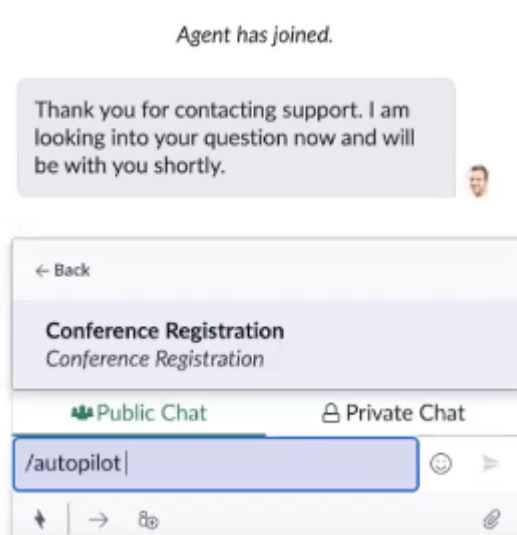 Agent has joined.
Thank you for contacting support. I am
looking into your question now and will
be with you shortly.
← Back
Conference Registration
Conference Registration
Public Chat
Private Chat
/autopilot